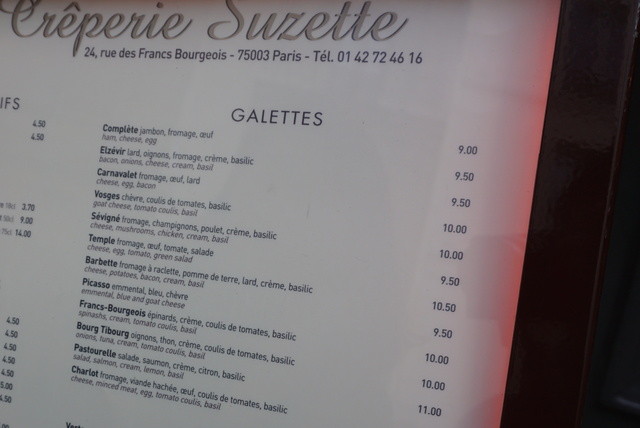 Crêperie Suzette
24, rue des Francs Bourgeois - 75003 Paris - Tél. 01 42 72 46 16
IFS
4.50
4.50
3.70
9.00
14.00
4.50
4.50
4.50
4.50
4.50
5.00
4.50
GALETTES
Complète jambon, fromage, œuf 9.00
ham, cheese, egg
Elzévir lard, oignons, fromage, crème, basilic 9.50
bacon, onions, cheese, cream, basil
Carnavalet fromage, œuf, lard 9.50
cheese, egg, bacon
Vosges chèvre, coulis de tomates, basilic 10.00
goat cheese, tomato coulis, basil
Sévigné fromage, champignons, poulet, crème, basilic 10.00
cheese, mushrooms, chicken, cream, basil
Temple fromage, œuf, tomate, salade 9.50
cheese, egg, tomato, green salad
Barbette fromage à raclette, pomme de terre, lard, crème, basilic 10.50
cheese, potatoes, bacon, cream, basil
Picasso emmental, bleu, chèvre 9.50
emmental, blue and goat cheese
Francs-Bourgeois épinards, crème, coulis de tomates, basilic 10.00
spinashs, cream, tomato coulis, basil
Bourg Tibourg oignons, thon, crème, coulis de tomates, basilic 10.00
onions, tuna, cream, tomato coulis, basil
Pastourelle salade, saumon, crème, citron, basilic 11.00
salad, salmon, cream, lemon, basil
Charlot fromage, viande hachée, œuf, coulis de tomates, basilic
cheese, minced meat, egg, tomato coulis, basil